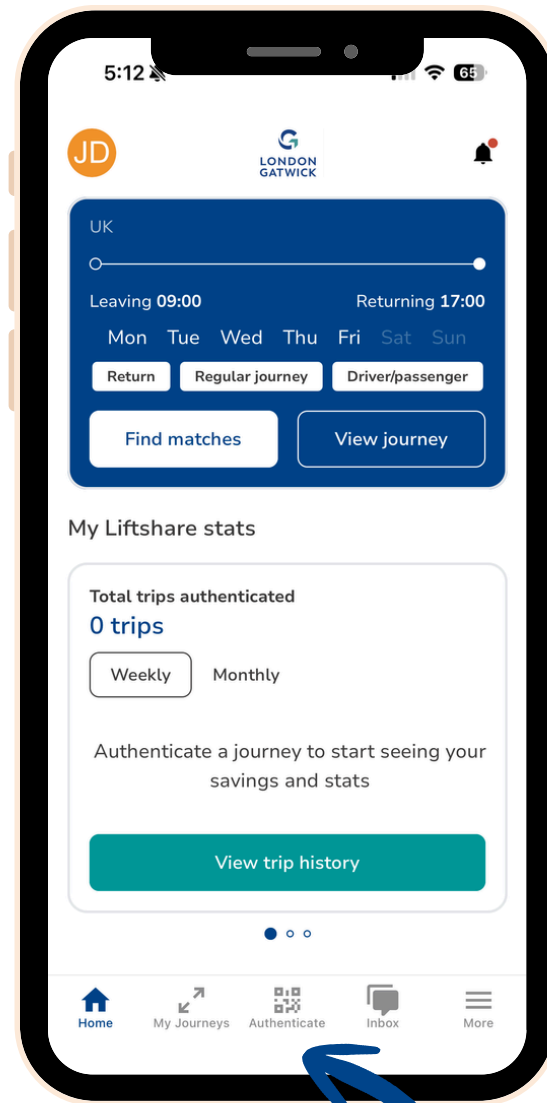 5:12
65
JD
LONDON
GATWICK
UK
Leaving 09:00 Returning 17:00
Mon Tue Wed Thu Fri Sat Sun
Return Regular journey Driver/passenger
Find matches View journey
My Liftshare stats
Total trips authenticated
0 trips
Weekly Monthly
Authenticate a journey to start seeing your
savings and stats
View trip history
Home My Journeys Authenticate Inbox More